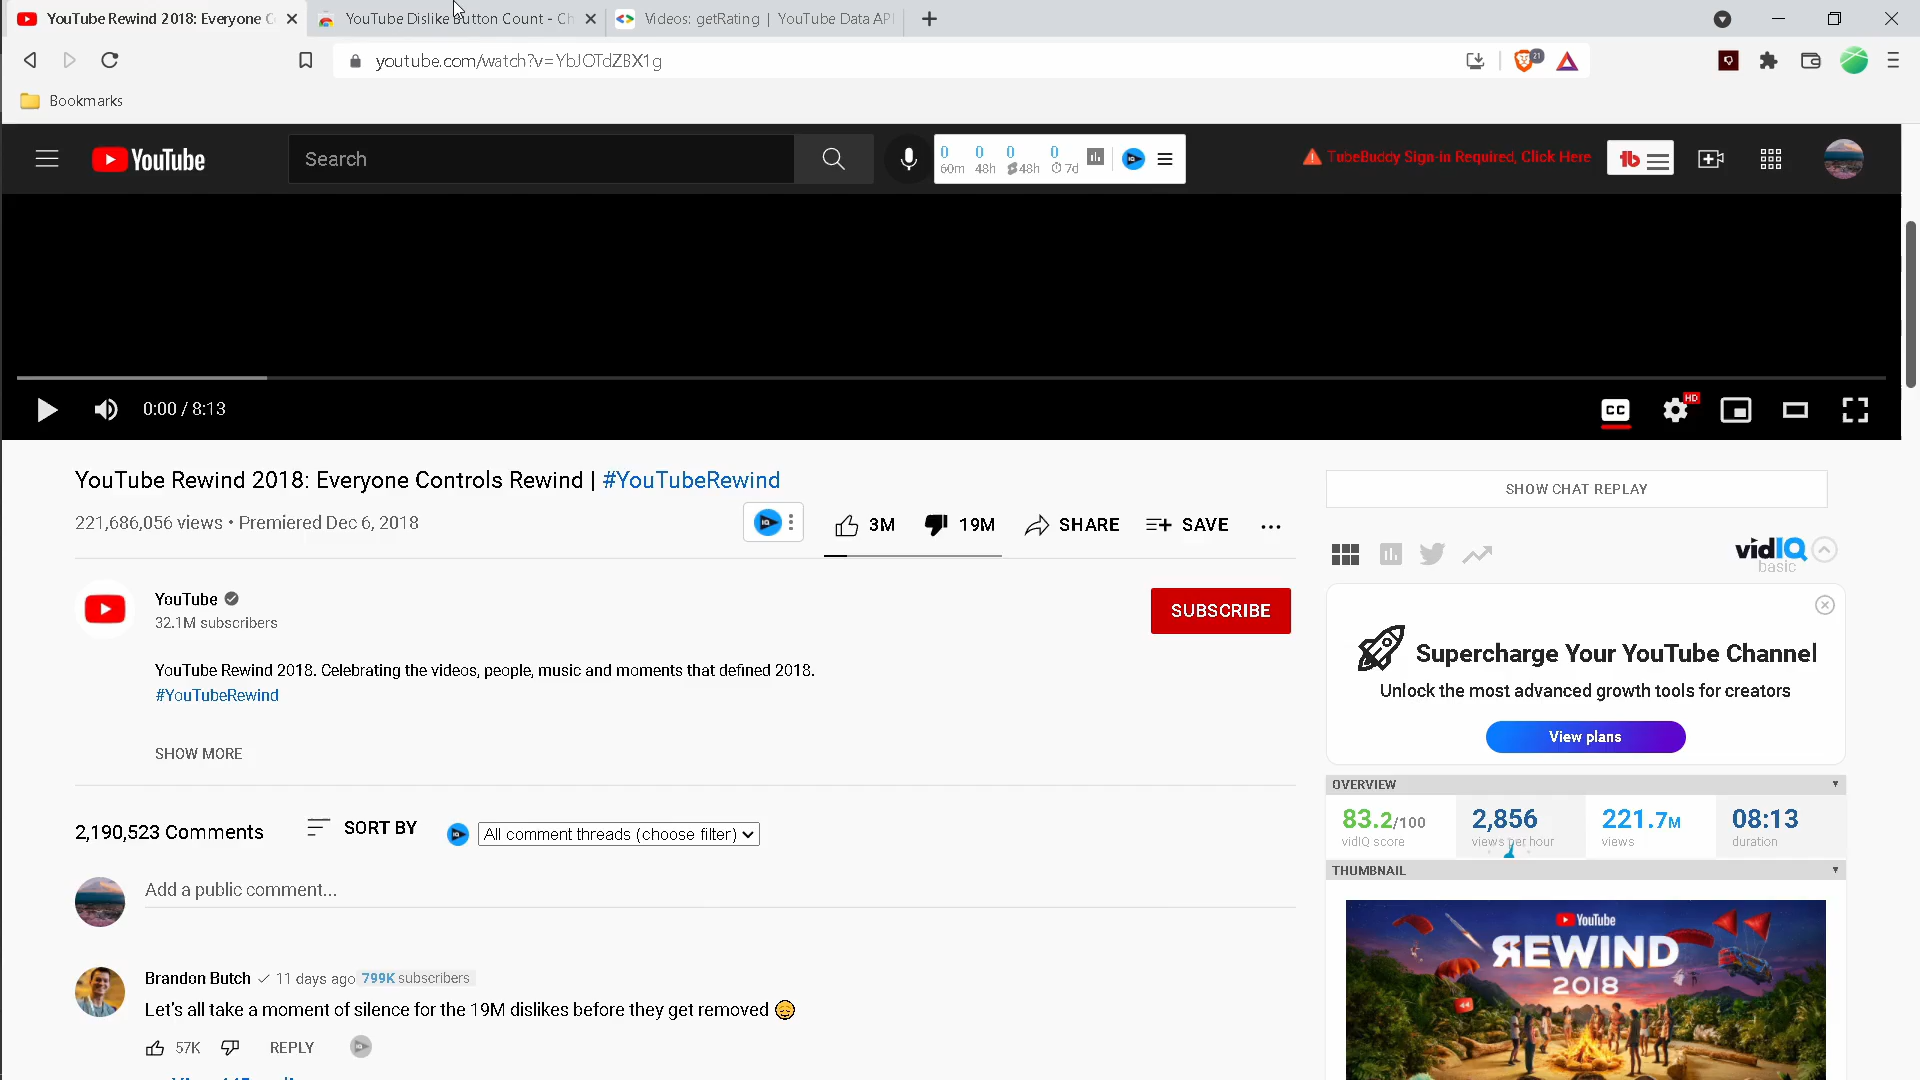 YouTube Rewind 2018: Everyone C
YouTube Dislike Button Count - Ch
Videos: getRating | YouTube Data API
youtube.com/watch?v=YbJOTdZBX1g
21
Bookmarks
YouTube
Search
0 0 0 0
60m 48h 48h 7d
TubeBuddy Sign-in Required, Click Here
tb
0:00 / 8:13
CC
HD
YouTube Rewind 2018: Everyone Controls Rewind | #YouTubeRewind
221,686,056 views • Premiered Dec 6, 2018
3M
19M
SHARE
SAVE
SHOW CHAT REPLAY
vidIQ
basic
YouTube
32.1M subscribers
SUBSCRIBE
YouTube Rewind 2018. Celebrating the videos, people, music and moments that defined 2018.
#YouTubeRewind
SHOW MORE
Supercharge Your YouTube Channel
Unlock the most advanced growth tools for creators
View plans
OVERVIEW
83.2/100 2,856 221.7M 08:13
vidIQ score views per hour views duration
THUMBNAIL
YouTube
REWIND
2018
2,190,523 Comments
SORT BY
All comment threads (choose filter)
Add a public comment...
Brandon Butch 11 days ago 799K subscribers
Let's all take a moment of silence for the 19M dislikes before they get removed
57K REPLY